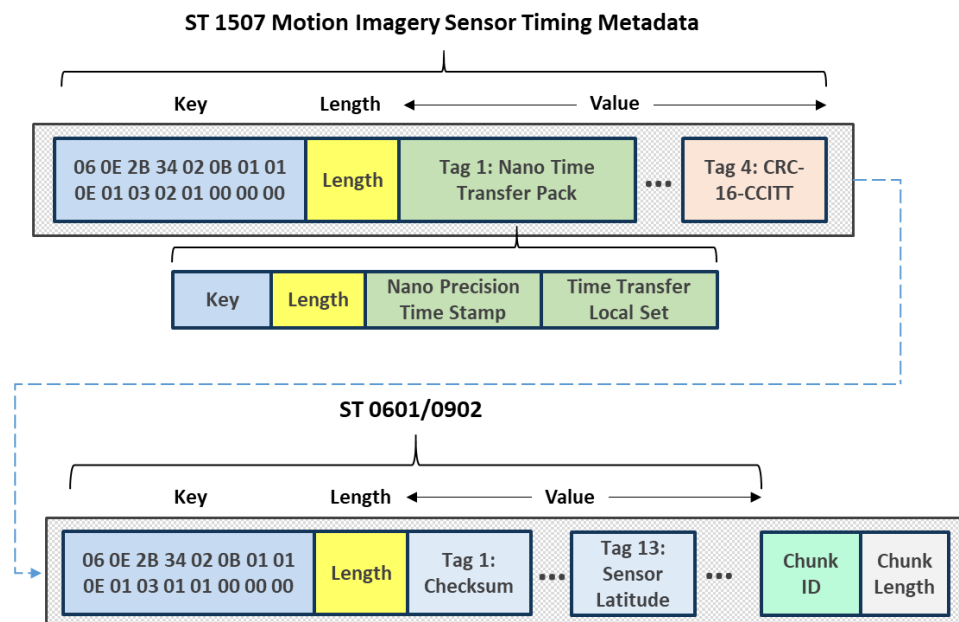 ST 1507 Motion Imagery Sensor Timing Metadata
Key Length Value
06 0E 2B 34 02 0B 01 01
0E 01 03 02 01 00 00 00
Length
Tag 1: Nano Time
Transfer Pack
...
Tag 4: CRC-
16-CCITT
Key
Length
Nano Precision
Time Stamp
Time Transfer
Local Set
ST 0601/0902
Key Length Value
06 0E 2B 34 02 0B 01 01
0E 01 03 01 01 00 00 00
Length
Tag 1:
Checksum
...
Tag 13:
Sensor
Latitude
...
Chunk
ID
Chunk
Length